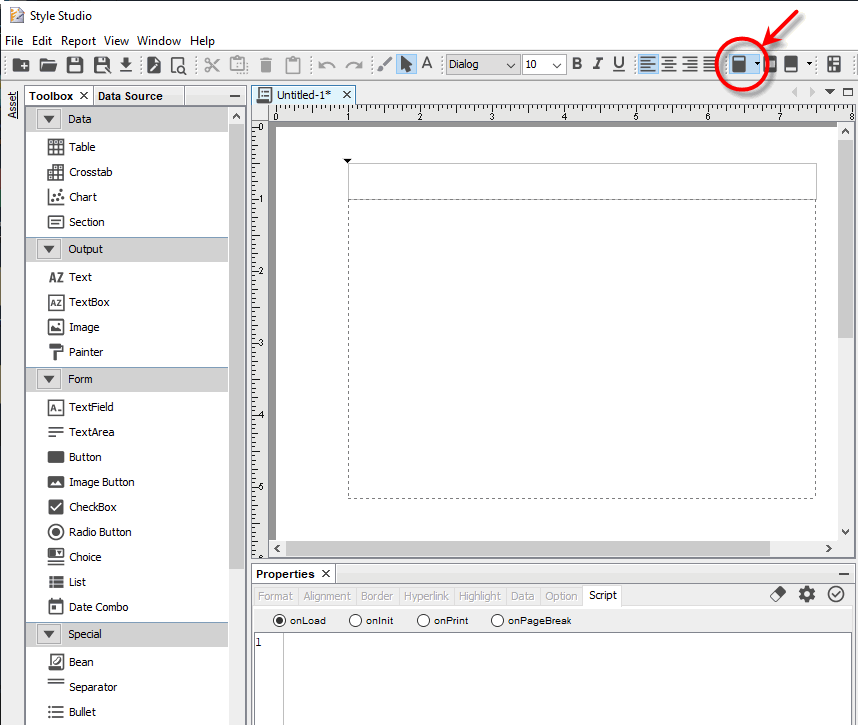 Style Studio
File Edit Report View Window Help
A Dialog 10 B I U
Asset
Toolbox Data Source
Untitled-1*
Data
Table
Crosstab
Chart
Section
Output
AZ Text
AZ TextBox
Image
Painter
Form
A TextField
TextArea
Button
Image Button
CheckBox
Radio Button
Choice
List
Date Combo
Special
Bean
Separator
Bullet
0 1 2 3 4 5 6 7 8
0
1
2
3
4
5
6
Properties
Format Alignment Border Hyperlink Highlight Data Option Script
onLoad onInit onPrint onPageBreak
1